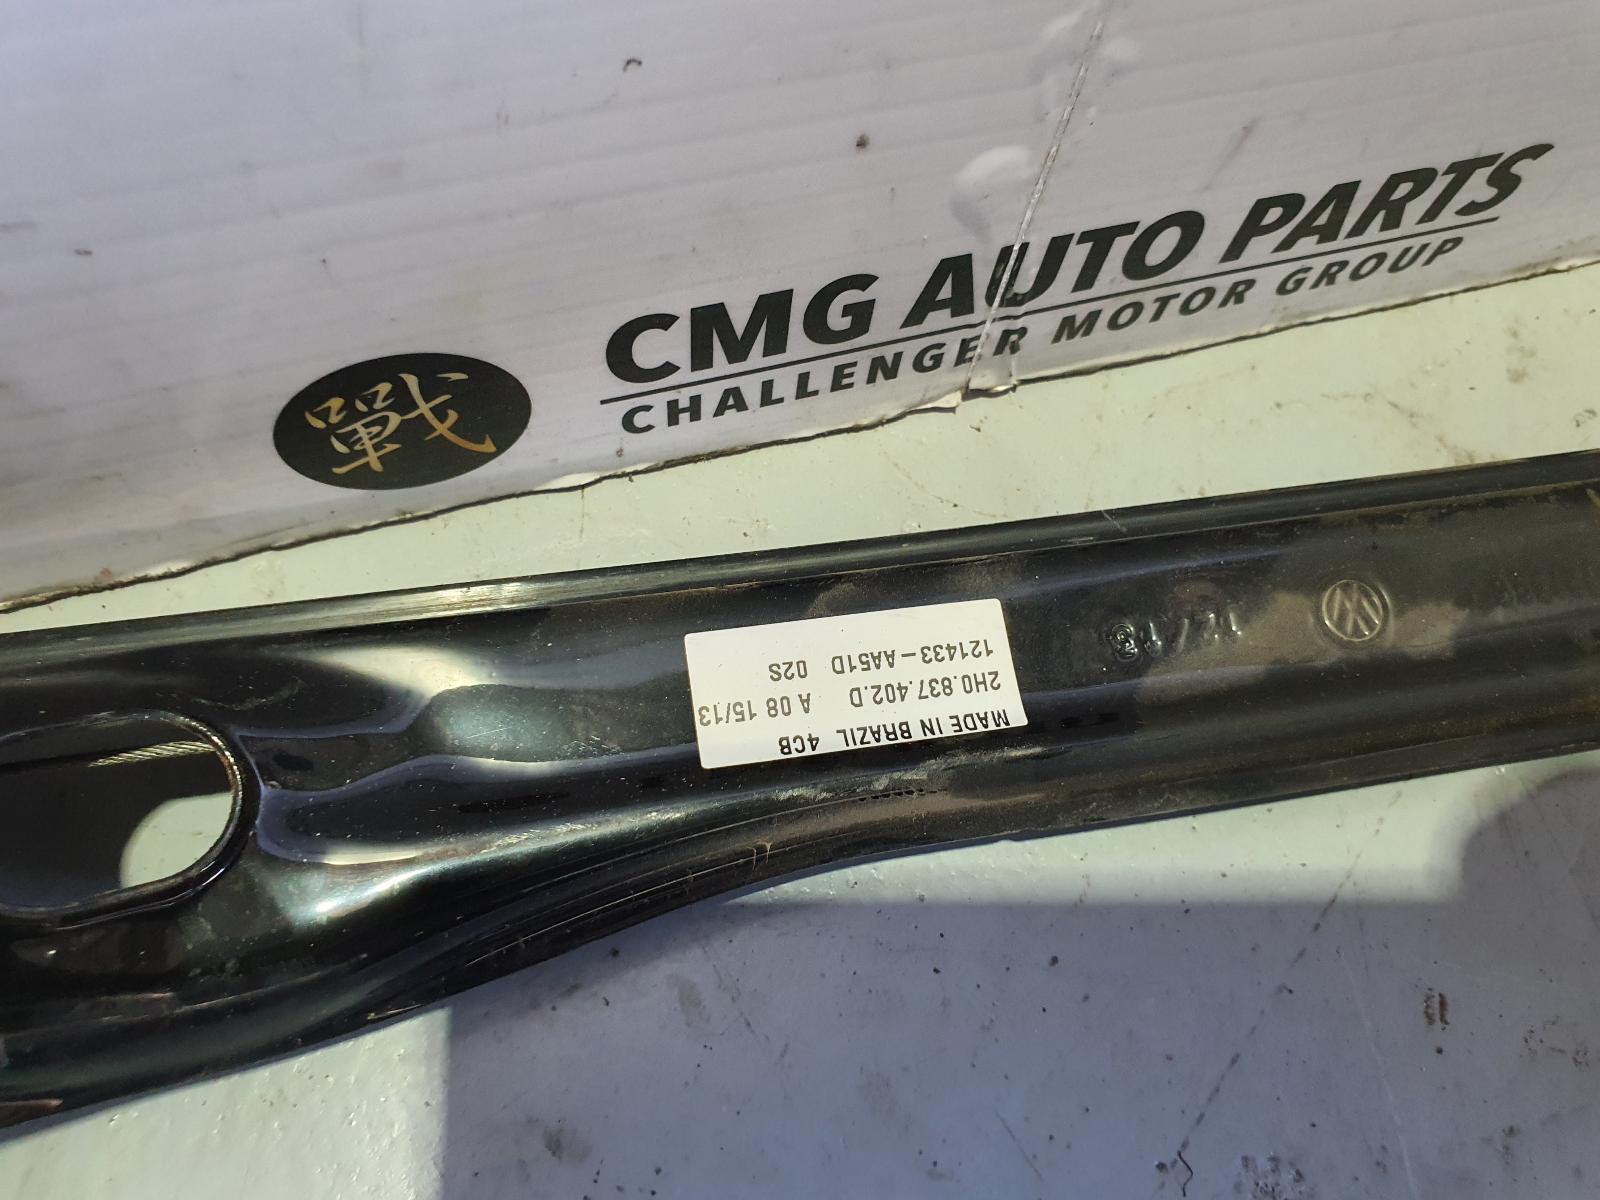 CMG AUTO PARTS
CHALLENGER MOTOR GROUP
戰
MADE IN BRAZIL 4CB
2H0.837.402.D A 08 15/13
121433-AA51D 02S